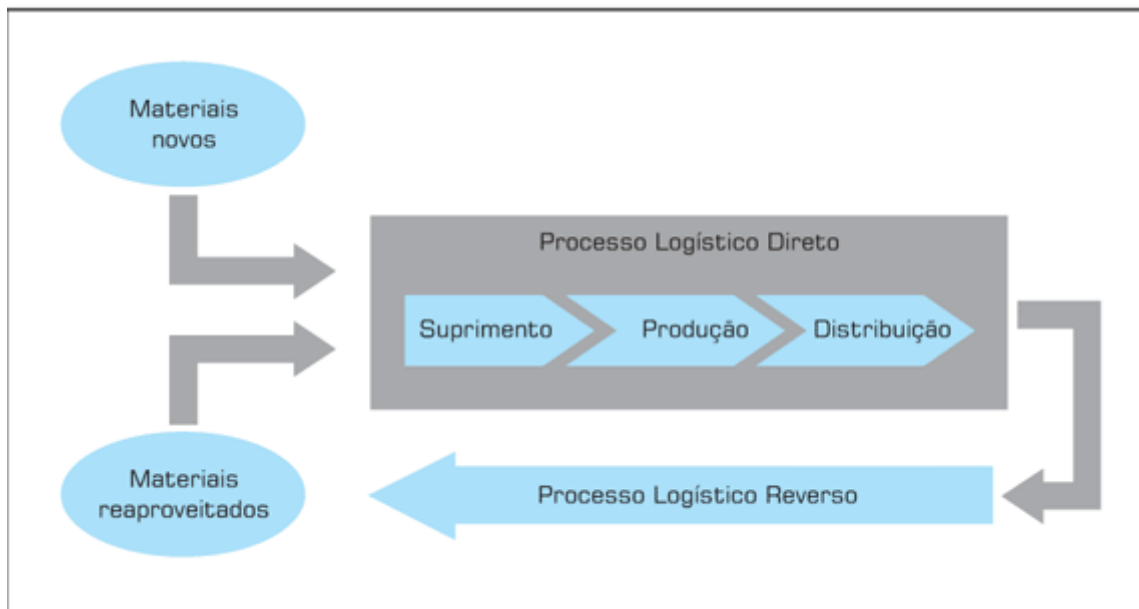 Materiais
novos
Processo Logístico Direto
Suprimento
Produção
Distribuição
Materiais
reaproveitados
Processo Logístico Reverso